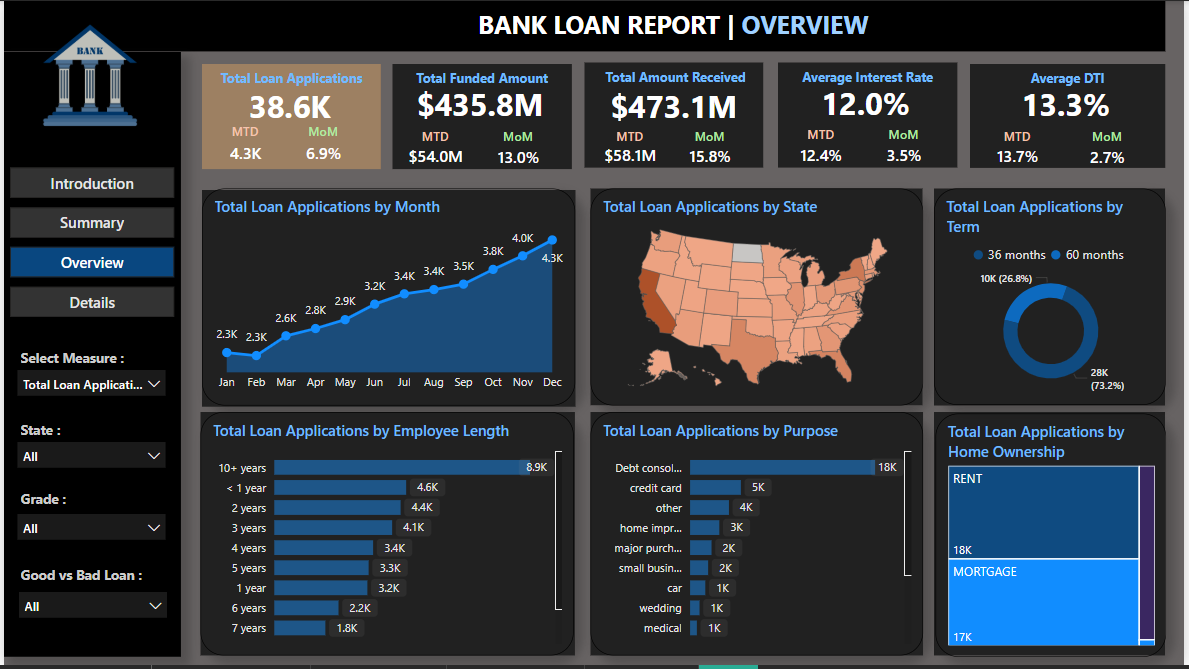 BANK LOAN REPORT | OVERVIEW
BANK
Introduction
Summary
Overview
Details
Select Measure :
Total Loan Applicati...
State :
All
Grade :
All
Good vs Bad Loan :
All
Total Loan Applications
38.6K
MTD MoM
4.3K 6.9%
Total Funded Amount
$435.8M
MTD MoM
$54.0M 13.0%
Total Amount Received
$473.1M
MTD MoM
$58.1M 15.8%
Average Interest Rate
12.0%
MTD MoM
12.4% 3.5%
Average DTI
13.3%
MTD MoM
13.7% 2.7%
Total Loan Applications by Month
2.3K 2.3K 2.6K 2.8K 2.9K 3.2K 3.4K 3.4K 3.5K 3.8K 4.0K 4.3K
Jan Feb Mar Apr May Jun Jul Aug Sep Oct Nov Dec
Total Loan Applications by State
Total Loan Applications by
Term
36 months 60 months
10K (26.8%)
28K
(73.2%)
Total Loan Applications by Employee Length
10+ years 8.9K
< 1 year 4.6K
2 years 4.4K
3 years 4.1K
4 years 3.4K
5 years 3.3K
1 year 3.2K
6 years 2.2K
7 years 1.8K
Total Loan Applications by Purpose
Debt consol... 18K
credit card 5K
other 4K
home impr... 3K
major purch... 2K
small busin... 2K
car 1K
wedding 1K
medical 1K
Total Loan Applications by
Home Ownership
RENT
18K
MORTGAGE
17K